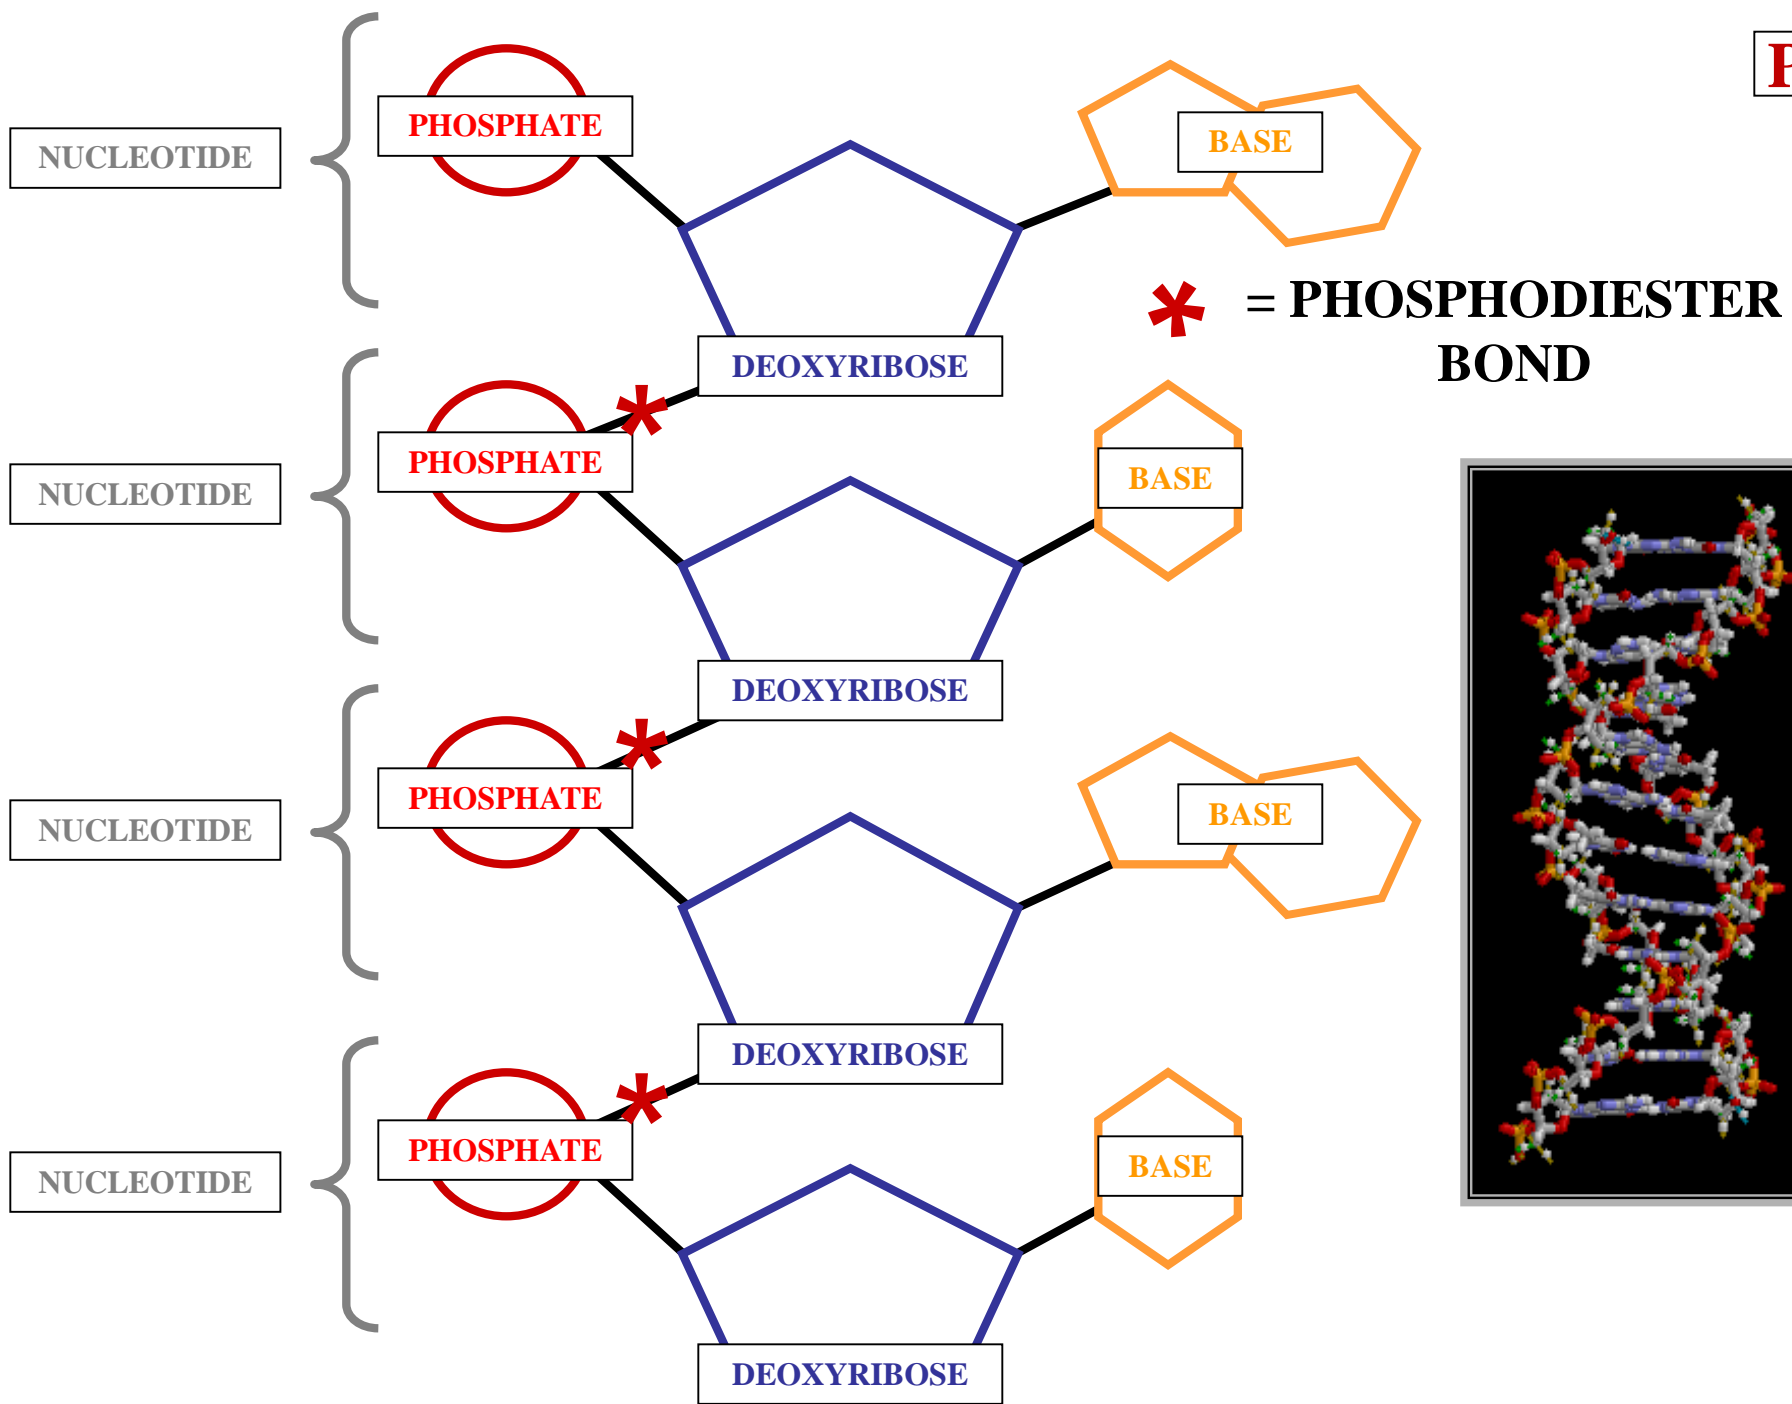 P
NUCLEOTIDE
PHOSPHATE
BASE
DEOXYRIBOSE
* = PHOSPHODIESTER
BOND
NUCLEOTIDE
* PHOSPHATE
BASE
DEOXYRIBOSE
NUCLEOTIDE
* PHOSPHATE
BASE
DEOXYRIBOSE
NUCLEOTIDE
* PHOSPHATE
BASE
DEOXYRIBOSE